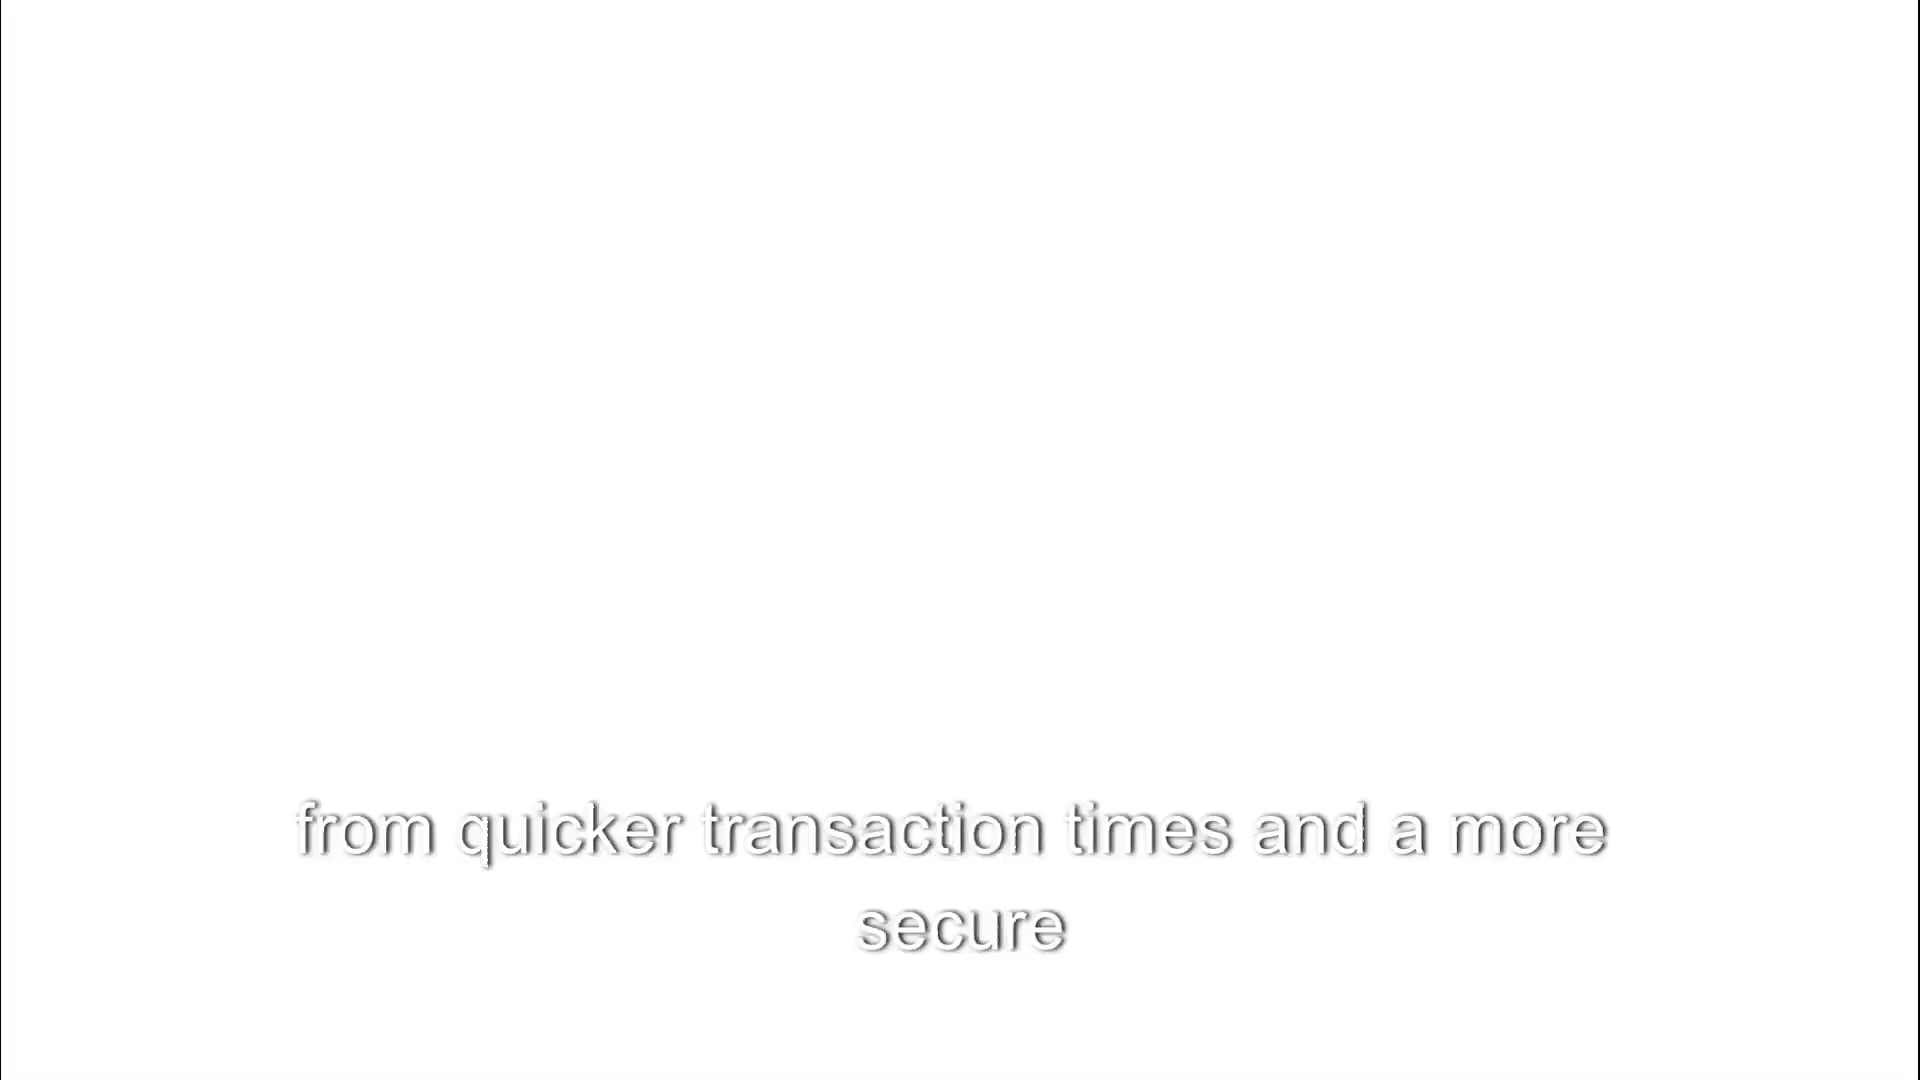 from quicker transaction times and a more
secure